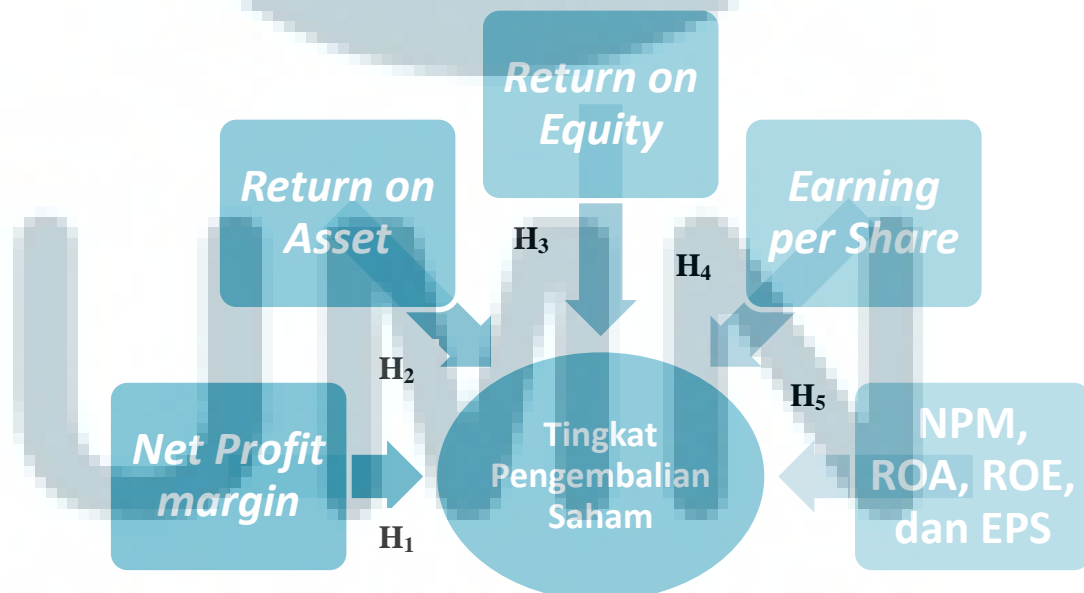 Return on
Equity
Return on
Asset
Earning
per Share
H₃
H₄
H₂
H₅
Net Profit
margin
Tingkat
Pengembalian
Saham
NPM,
ROA, ROE,
dan EPS
H₁
UMN